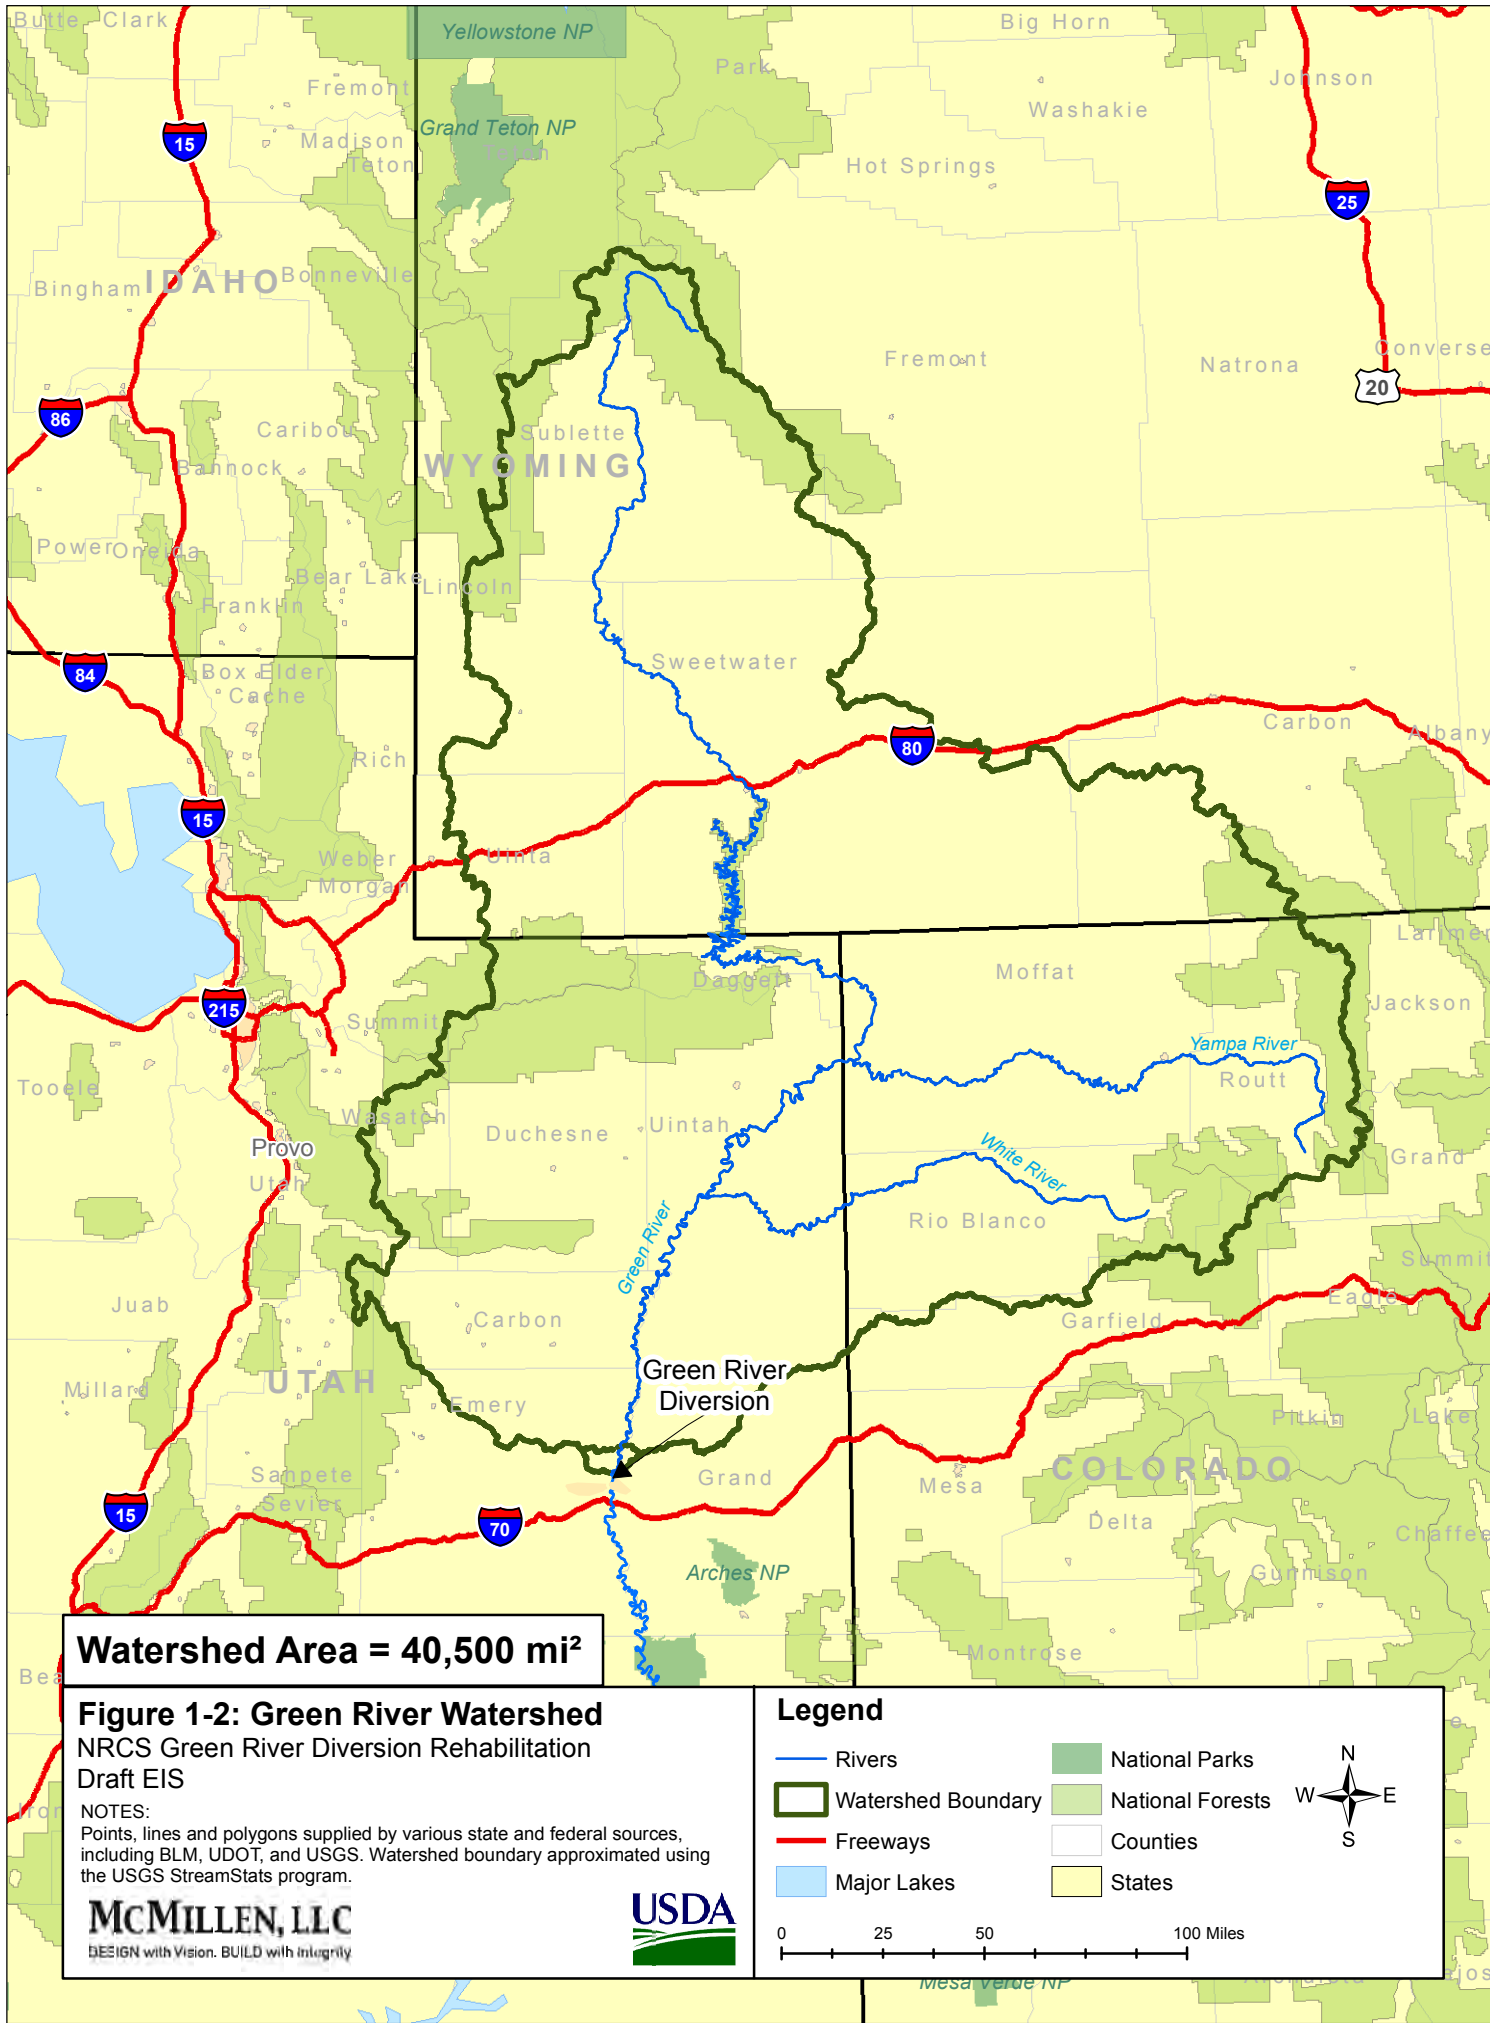 Butte
Clark
Yellowstone NP
Big Horn
Park
Johnson
Fremont
Washakie
15
Madison
Grand Teton NP
Teton
Teton
Hot Springs
25
Bingham
IDAHO
Bonneville
Fremont
Natrona
Converse
20
86
Caribou
Sublette
Bannock
WYOMING
Power
Oneida
Bear Lake
Lincoln
Franklin
84
Box Elder
Cache
Sweetwater
Carbon
Albany
80
Rich
15
Weber
Uinta
Morgan
Larimer
Moffat
Daggett
Jackson
215
Summit
Yampa River
Routt
Tooele
Wasatch
Duchesne
Uintah
Provo
White River
Grand
Utah
Green River
Rio Blanco
Summit
Juab
Carbon
Garfield
Eagle
Green River
Diversion
UTAH
Millard
Emery
Pitkin
Lake
Sanpete
Grand
Mesa
COLORADO
Sevier
15
70
Delta
Chaffee
Arches NP
Gunnison
Montrose
Watershed Area = 40,500 mi²
Bea
Figure 1-2: Green River Watershed
NRCS Green River Diversion Rehabilitation
Draft EIS
NOTES:
Points, lines and polygons supplied by various state and federal sources,
including BLM, UDOT, and USGS. Watershed boundary approximated using
the USGS StreamStats program.
MCMILLEN, LLC
DESIGN with Vision. BUILD with Integrity
USDA
Legend
Rivers
National Parks
Watershed Boundary
National Forests
Freeways
Counties
Major Lakes
States
N
W E
S
0 25 50 100 Miles
Iron
Mesa Verde NP